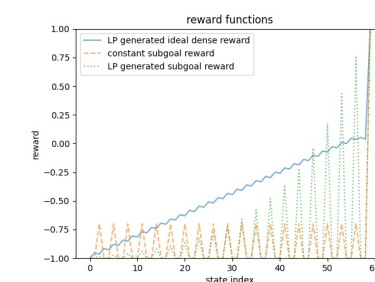 reward functions
1.00
LP generated ideal dense reward
constant subgoal reward
LP generated subgoal reward
0.75
0.50
0.25
0.00
−0.25
−0.50
−0.75
−1.00
reward
0 10 20 30 40 50 6
state index